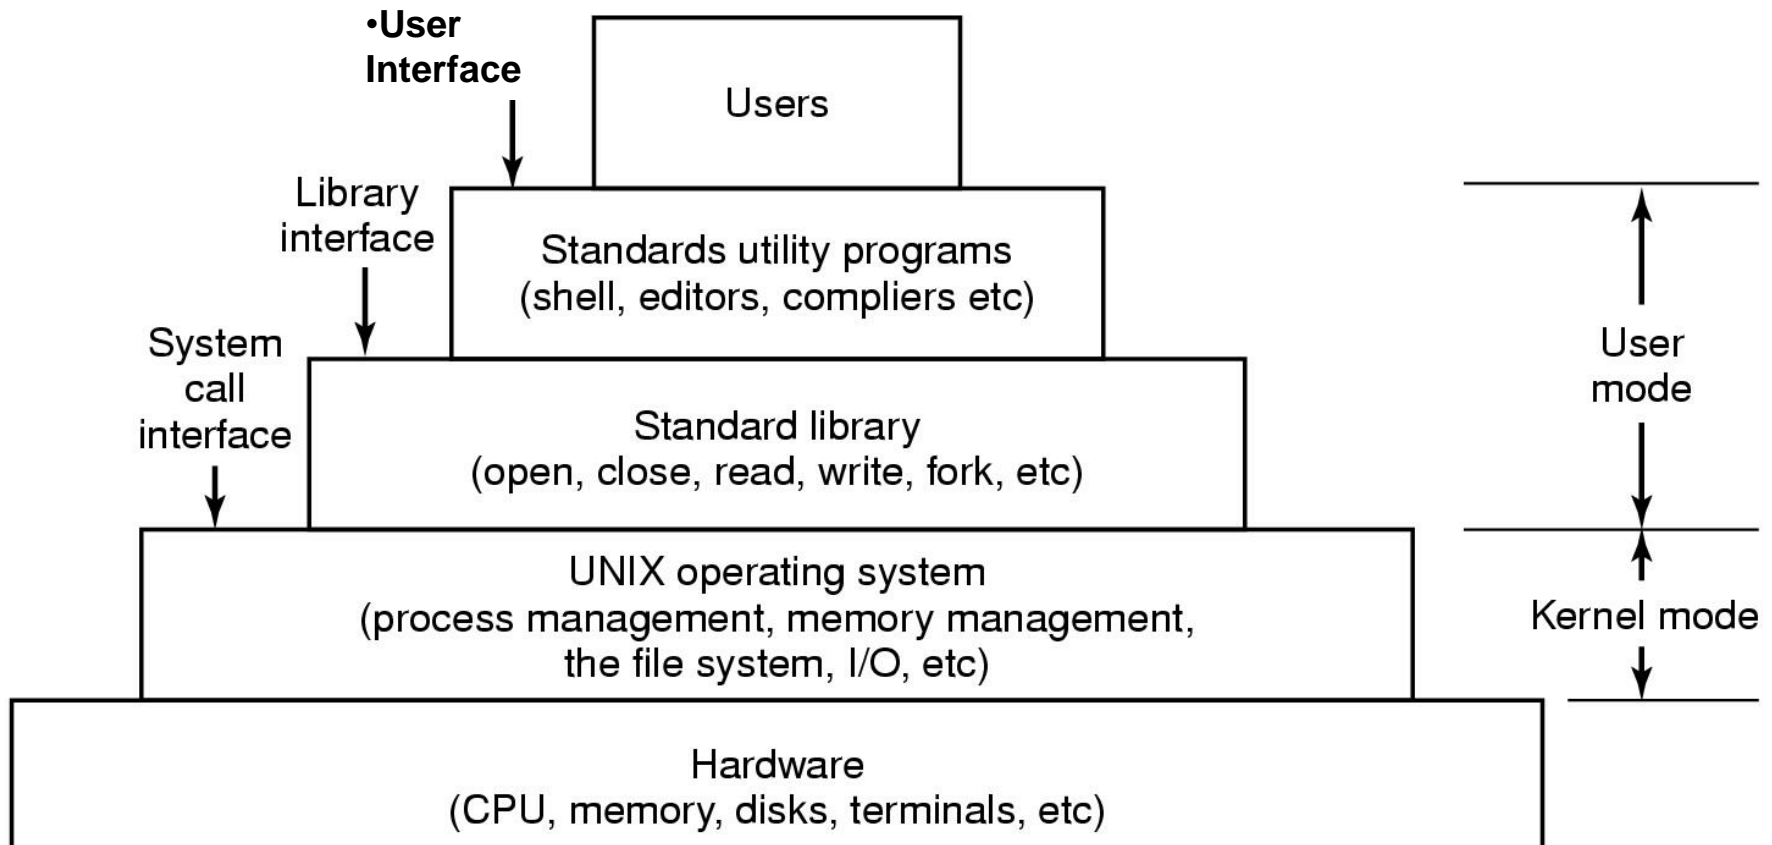 •User
Interface
Users
Library
interface
Standards utility programs
(shell, editors, compliers etc)
System
call
interface
User
mode
Standard library
(open, close, read, write, fork, etc)
UNIX operating system
(process management, memory management,
the file system, I/O, etc)
Kernel mode
Hardware
(CPU, memory, disks, terminals, etc)